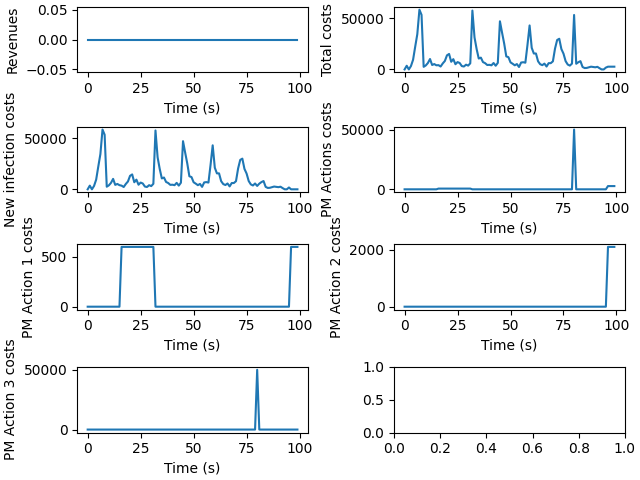 Revenues
0.05
0.00
−0.05
0 25 50 75 100
Time (s)
Total costs
50000
0
0 25 50 75 100
Time (s)
New infection costs
50000
0
0 25 50 75 100
Time (s)
PM Actions costs
50000
0
0 25 50 75 100
Time (s)
PM Action 1 costs
500
0
0 25 50 75 100
Time (s)
PM Action 2 costs
2000
0
0 25 50 75 100
Time (s)
PM Action 3 costs
50000
0
0 25 50 75 100
Time (s)
1.0
0.5
0.0
0.0 0.2 0.4 0.6 0.8 1.0